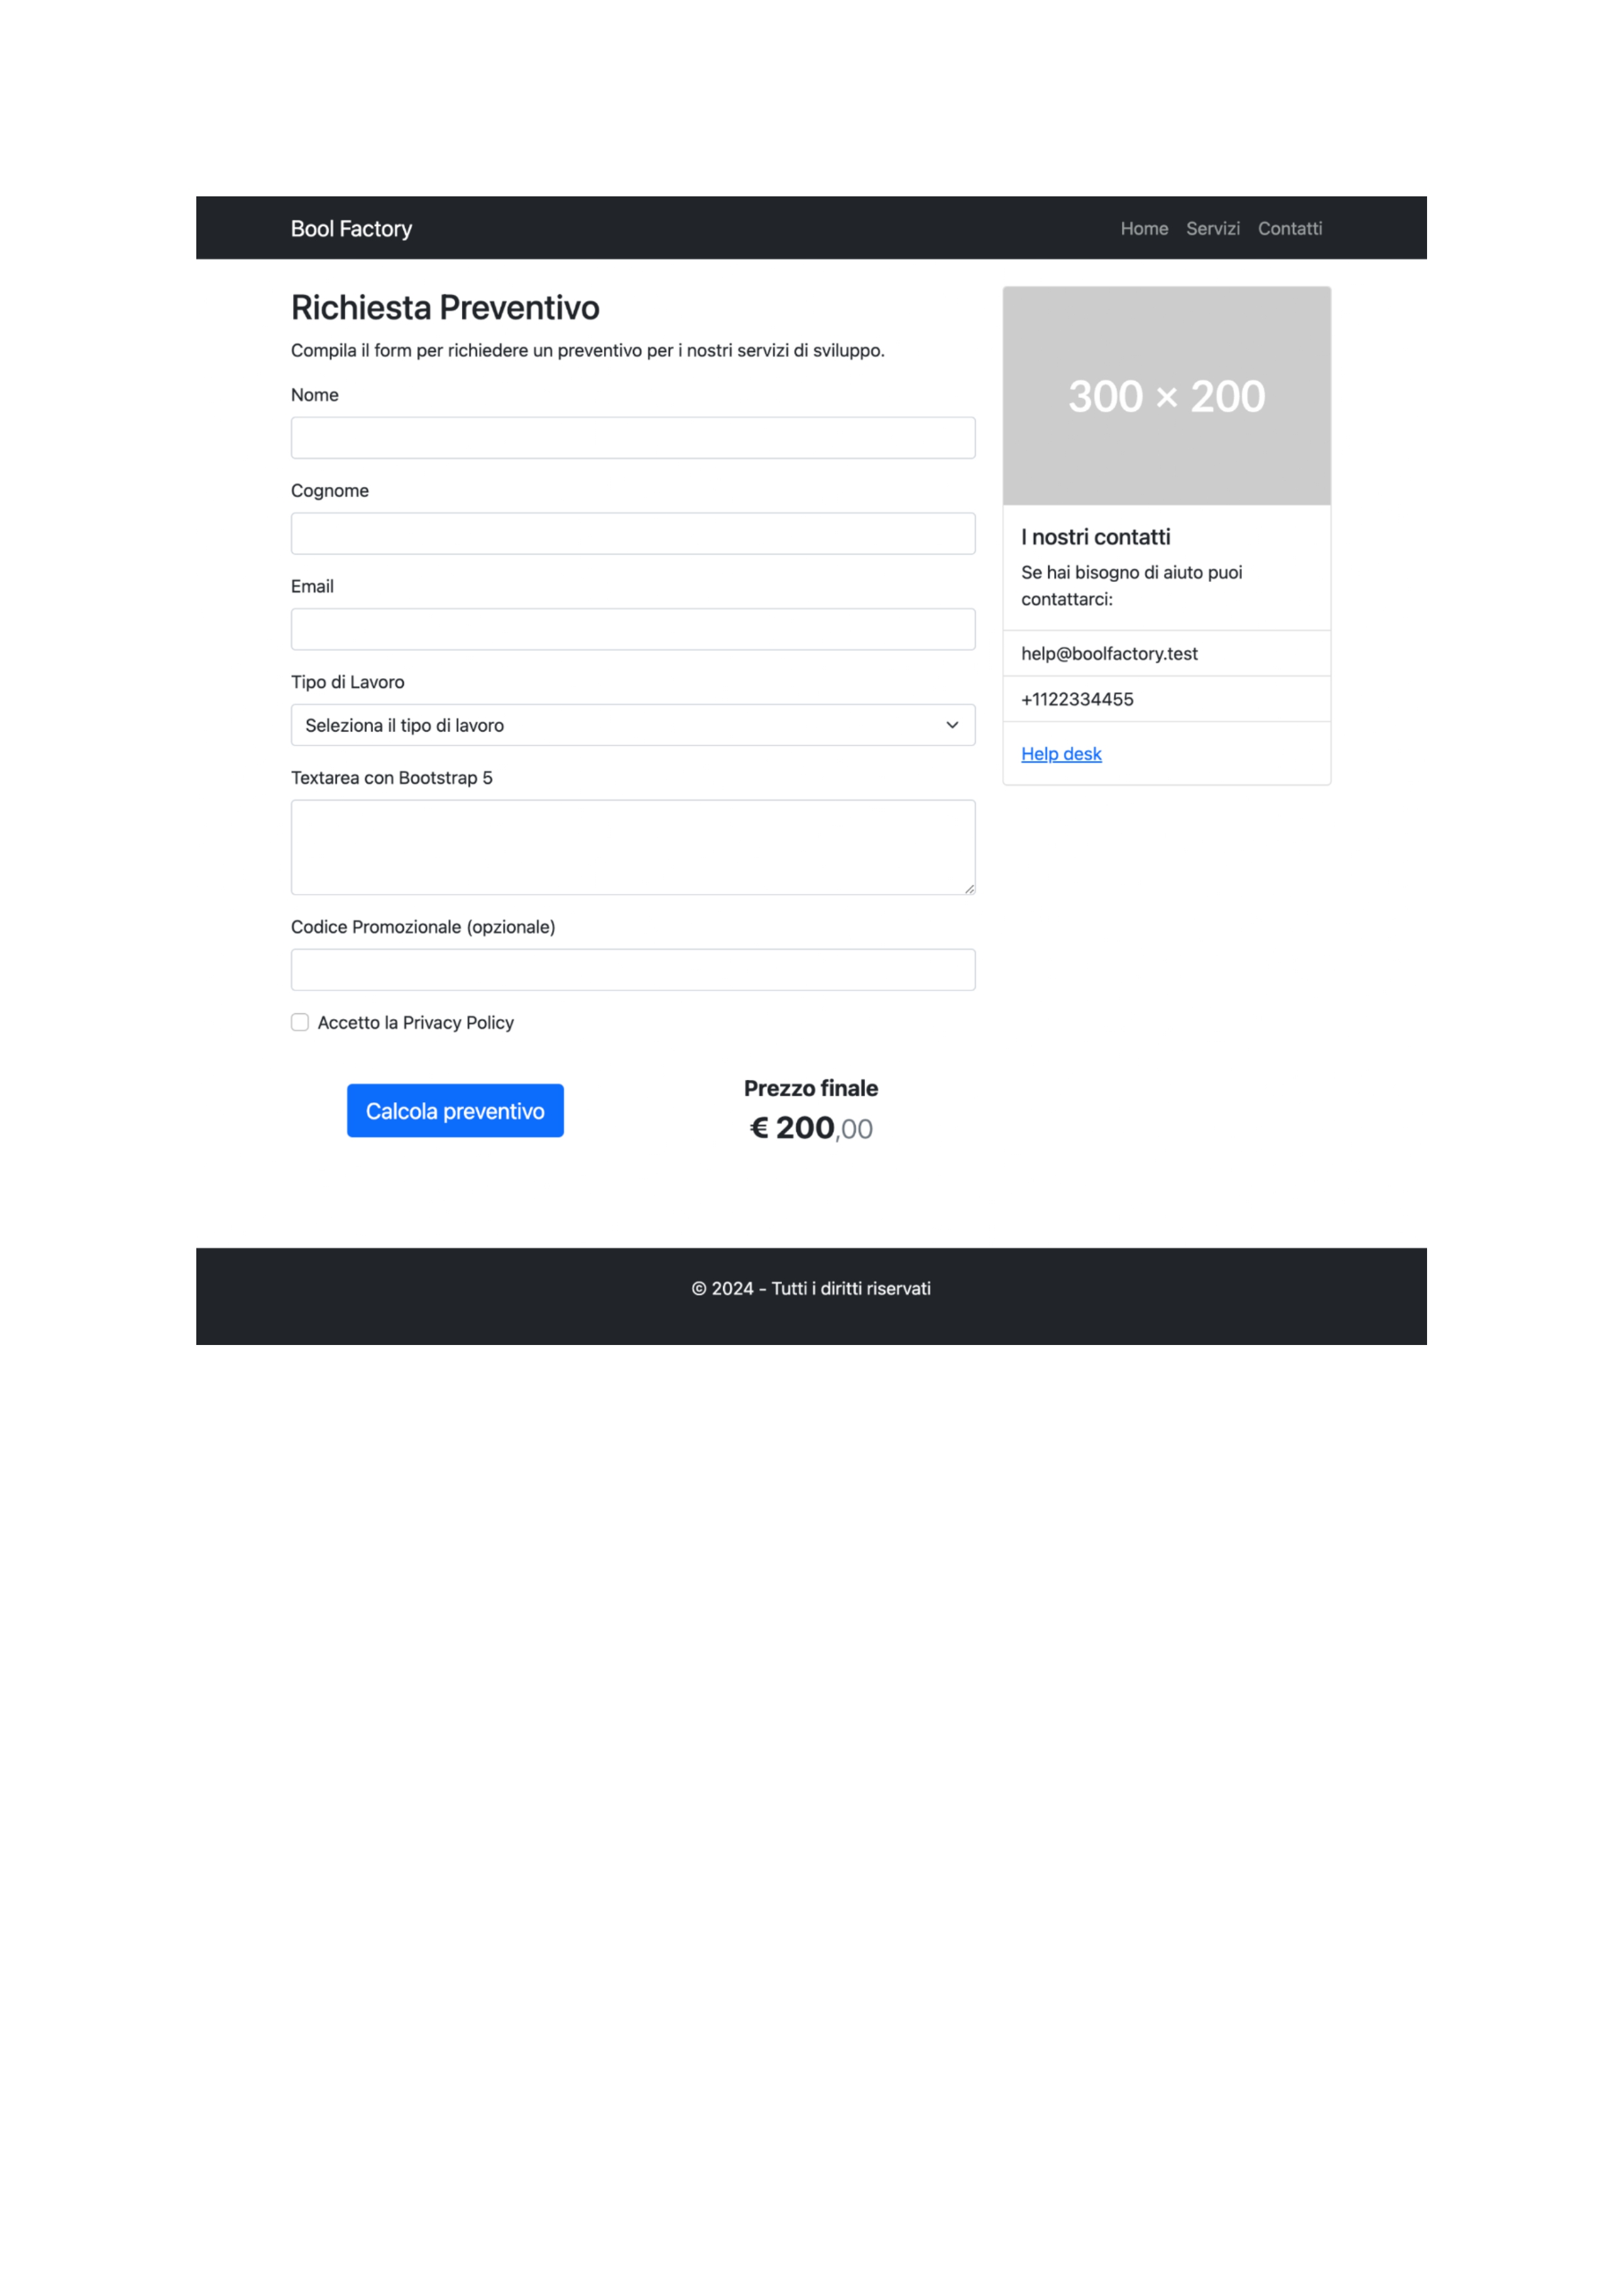 Bool Factory
Home Servizi Contatti
Richiesta Preventivo
Compila il form per richiedere un preventivo per i nostri servizi di sviluppo.
Nome
Cognome
Email
Tipo di Lavoro
Seleziona il tipo di lavoro
Textarea con Bootstrap 5
Codice Promozionale (opzionale)
Accetto la Privacy Policy
Calcola preventivo
Prezzo finale
€ 200,00
300 × 200
I nostri contatti
Se hai bisogno di aiuto puoi
contattarci:
help@boolfactory.test
+1122334455
Help desk
© 2024 - Tutti i diritti riservati